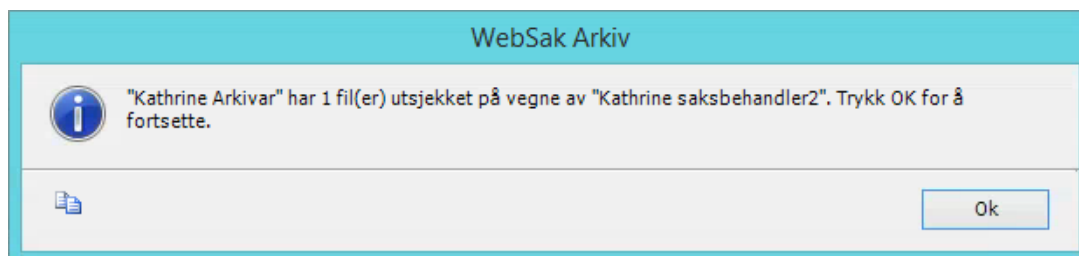 WebSak Arkiv
"Kathrine Arkivar" har 1 fil(er) utsjekket på vegne av "Kathrine saksbehandler2". Trykk OK for å
fortsette.
Ok